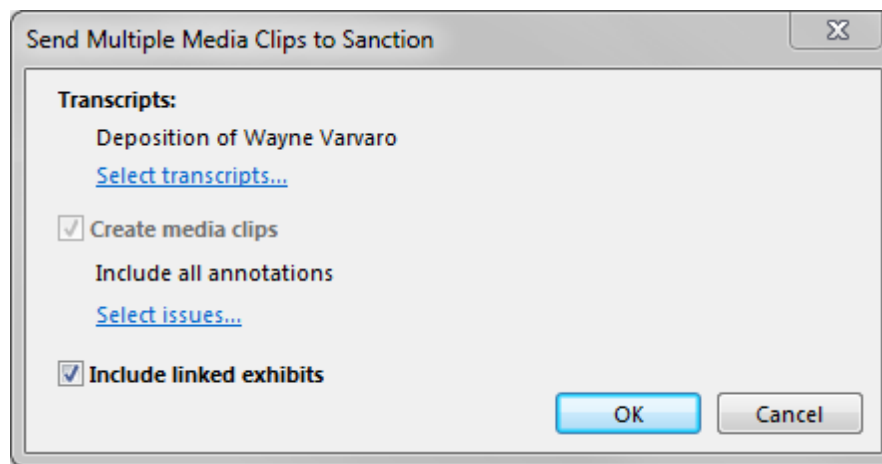 Send Multiple Media Clips to Sanction
Transcripts:
Deposition of Wayne Varvaro
Select transcripts...
Create media clips
Include all annotations
Select issues...
Include linked exhibits
OK
Cancel